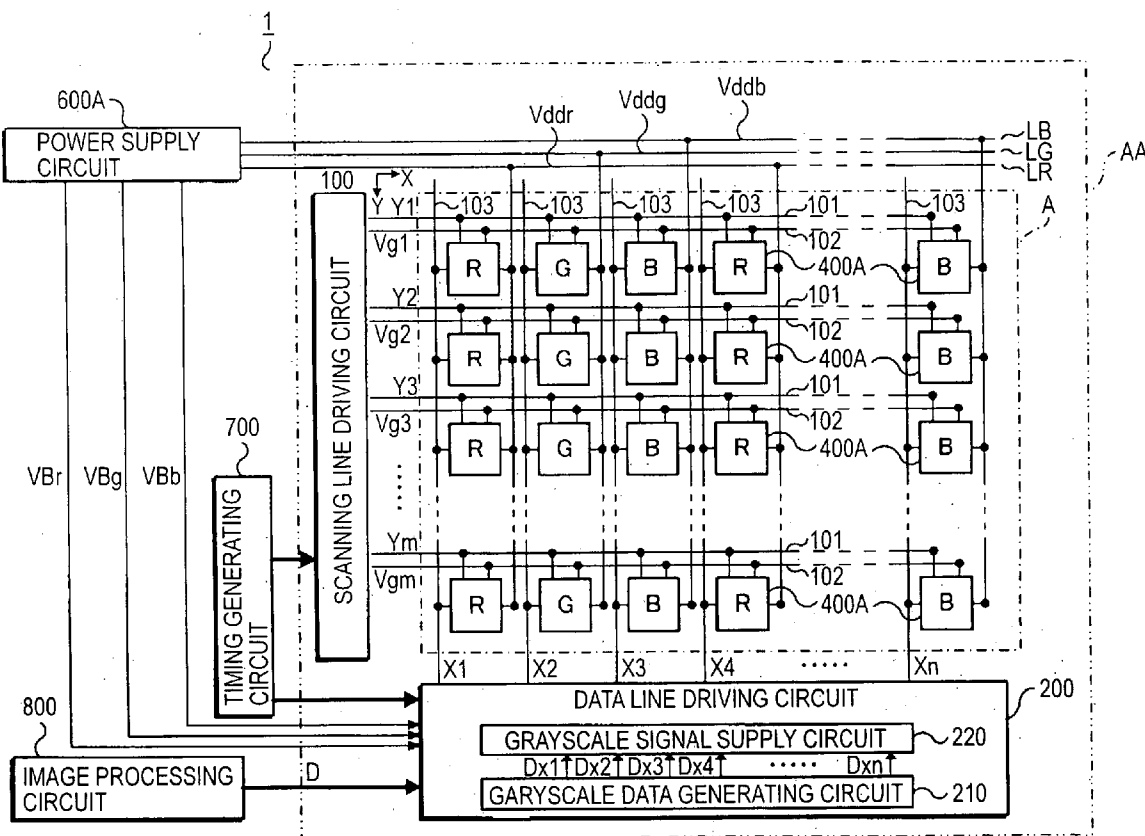 1
600A
POWER SUPPLY
CIRCUIT
Vddr
Vddg
Vddb
LB
LG
LR
AA
A
100
SCANNING LINE DRIVING CIRCUIT
X
Y
Y1
103
103
103
103
103
101
Vg1
102
R
G
B
R
400A
B
Y2
101
Vg2
102
R
G
B
R
400A
B
Y3
101
Vg3
102
R
G
B
R
400A
B
Ym
101
Vgm
102
R
G
B
R
400A
B
VBr
VBg
VBb
700
TIMING GENERATING
CIRCUIT
X1
X2
X3
X4
Xn
DATA LINE DRIVING CIRCUIT
200
GRAYSCALE SIGNAL SUPPLY CIRCUIT
220
Dx1
Dx2
Dx3
Dx4
Dxn
GARYSCALE DATA GENERATING CIRCUIT
210
800
IMAGE PROCESSING
CIRCUIT
D